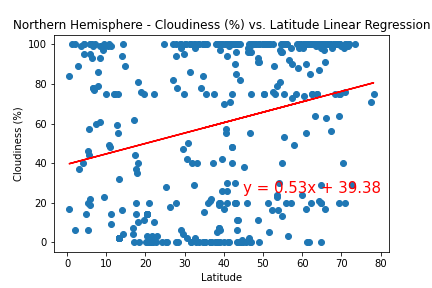 Northern Hemisphere - Cloudiness (%) vs. Latitude Linear Regression
100
80
60
40
20
0
Cloudiness (%)
y = 0.53x + 39.38
0 10 20 30 40 50 60 70 80
Latitude